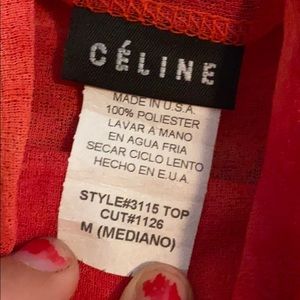 CÉLINE
MADE IN U.S.A.
100% POLIESTER
LAVAR A MANO
EN AGUA FRIA
SECAR CICLO LENTO
HECHO EN E.U.A
STYLE#3115 TOP
CUT#1126
M (MEDIANO)